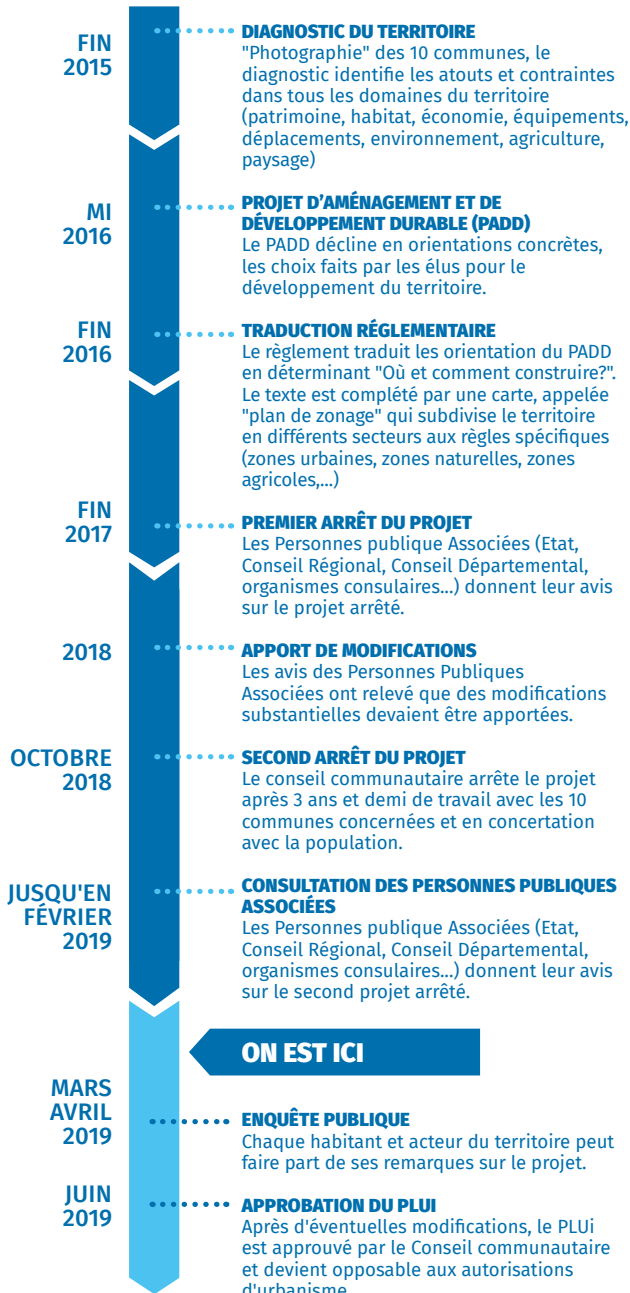 FIN
2015
DIAGNOSTIC DU TERRITOIRE
"Photographie" des 10 communes, le
diagnostic identifie les atouts et contraintes
dans tous les domaines du territoire
(patrimoine, habitat, économie, équipements,
déplacements, environnement, agriculture,
paysage)
MI
2016
PROJET D'AMÉNAGEMENT ET DE
DÉVELOPPEMENT DURABLE (PADD)
Le PADD décline en orientations concrètes,
les choix faits par les élus pour le
développement du territoire.
FIN
2016
TRADUCTION RÉGLEMENTAIRE
Le règlement traduit les orientation du PADD
en déterminant "Où et comment construire?".
Le texte est complété par une carte, appelée
"plan de zonage" qui subdivise le territoire
en différents secteurs aux règles spécifiques
(zones urbaines, zones naturelles, zones
agricoles,...)
FIN
2017
PREMIER ARRÊT DU PROJET
Les Personnes publique Associées (Etat,
Conseil Régional, Conseil Départemental,
organismes consulaires...) donnent leur avis
sur le projet arrêté.
2018
APPORT DE MODIFICATIONS
Les avis des Personnes Publiques
Associées ont relevé que des modifications
substantielles devaient être apportées.
OCTOBRE
2018
SECOND ARRÊT DU PROJET
Le conseil communautaire arrête le projet
après 3 ans et demi de travail avec les 10
communes concernées et en concertation
avec la population.
JUSQU'EN
FÉVRIER
2019
CONSULTATION DES PERSONNES PUBLIQUES
ASSOCIÉES
Les Personnes publique Associées (Etat,
Conseil Régional, Conseil Départemental,
organismes consulaires...) donnent leur avis
sur le second projet arrêté.
ON EST ICI
MARS
AVRIL
2019
ENQUÊTE PUBLIQUE
Chaque habitant et acteur du territoire peut
faire part de ses remarques sur le projet.
JUIN
2019
APPROBATION DU PLUI
Après d'éventuelles modifications, le PLUi
est approuvé par le Conseil communautaire
et devient opposable aux autorisations
d'urbanisme